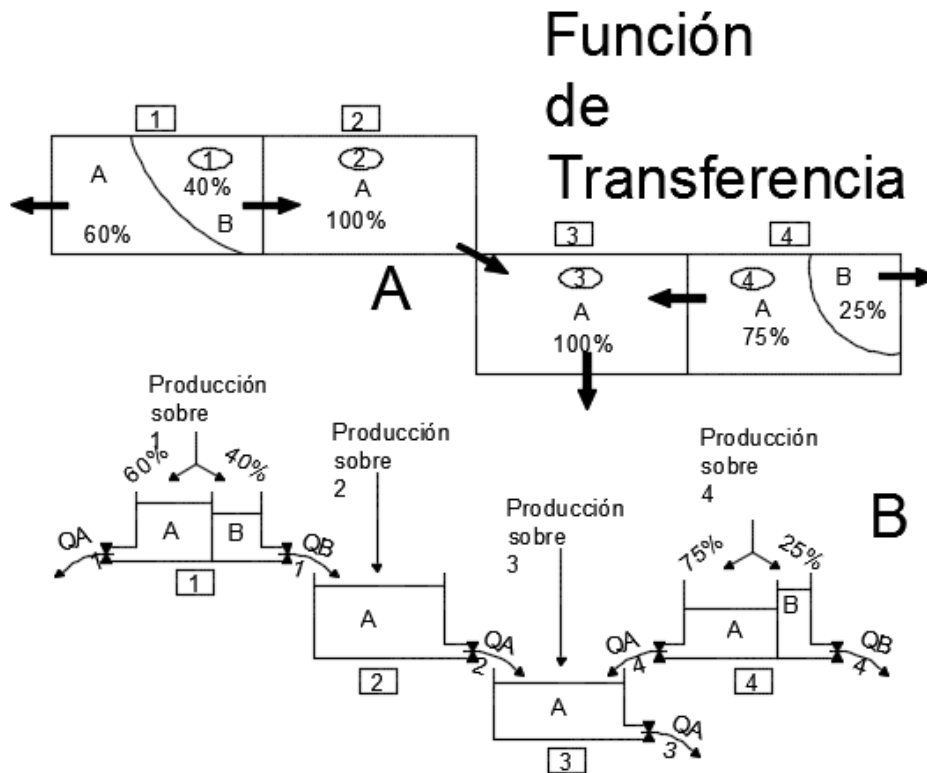 Función
de
Transferencia
1
2
1
2
A
40%
A
60%
B
100%
3
4
A
3
4
B
A
A
25%
100%
75%
Producción
sobre
1
60%
40%
Producción
sobre
2
Producción
sobre
3
Producción
sobre
4
B
75%
25%
QA
1
A
B
QB
1
1
A
QA
2
2
QA
4
A
B
QB
4
4
A
QA
3
3